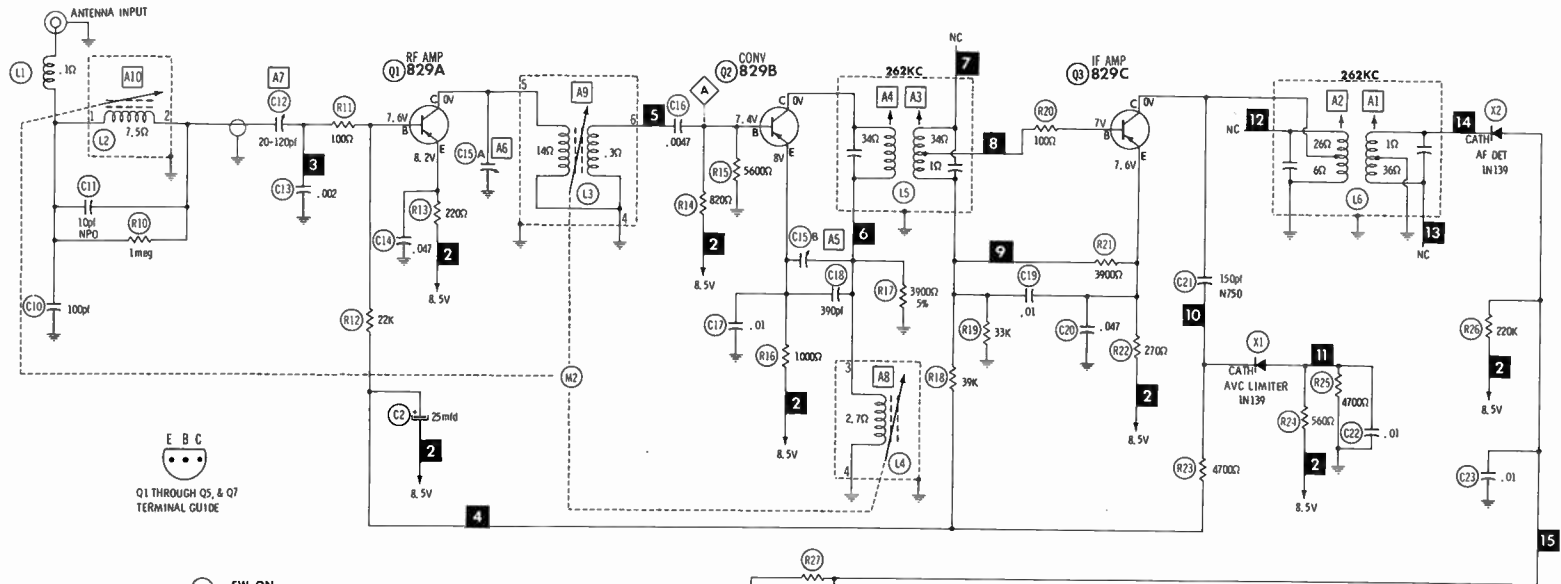 ANTENNA INPUT
L1
.1Ω
A10
1
2
L2
7.5Ω
C11
10pf
NPO
R10
1meg
C10
100pf
A7
C12
20-120pf
3
C13
.002
R11
100Ω
RF AMP
Q1 829A
C 0V
7.6V
B
E
8.2V
C15 A
A6
R13
220Ω
C14
.047
2
8.5V
R12
22K
C2
+
25mfd
2
8.5V
4
M2
5
A9
6
14Ω
.3Ω
L3
4
5
C16
.0047
A
CONV
Q2 829B
C 0V
7.4V
B
E
8V
R15
5600Ω
R14
820Ω
2
8.5V
C15 B
A5
6
C18
390pf
R17
3900Ω
5%
C17
.01
R16
1000Ω
2
8.5V
3
A8
2.7Ω
4
L4
262KC
A4
A3
34Ω
34Ω
1Ω
L5
NC
7
8
R20
100Ω
IF AMP
Q3 829C
C 0V
7V
B
E
7.6V
9
R21
3900Ω
C19
.01
R19
33K
C20
.047
R22
270Ω
2
8.5V
R18
39K
262KC
12
NC
A2
A1
26Ω
6Ω
1Ω
36Ω
L6
14
13
NC
X2
CATH
AF DET
1N139
C21
150pf
N750
10
X1
CATH
AVC LIMITER
1N139
11
R25
4700Ω
R24
560Ω
C22
.01
2
8.5V
R23
4700Ω
R26
220K
2
8.5V
C23
.01
15
R27
E B C
Q1 THROUGH Q5, & Q7
TERMINAL GUIDE
SW ON